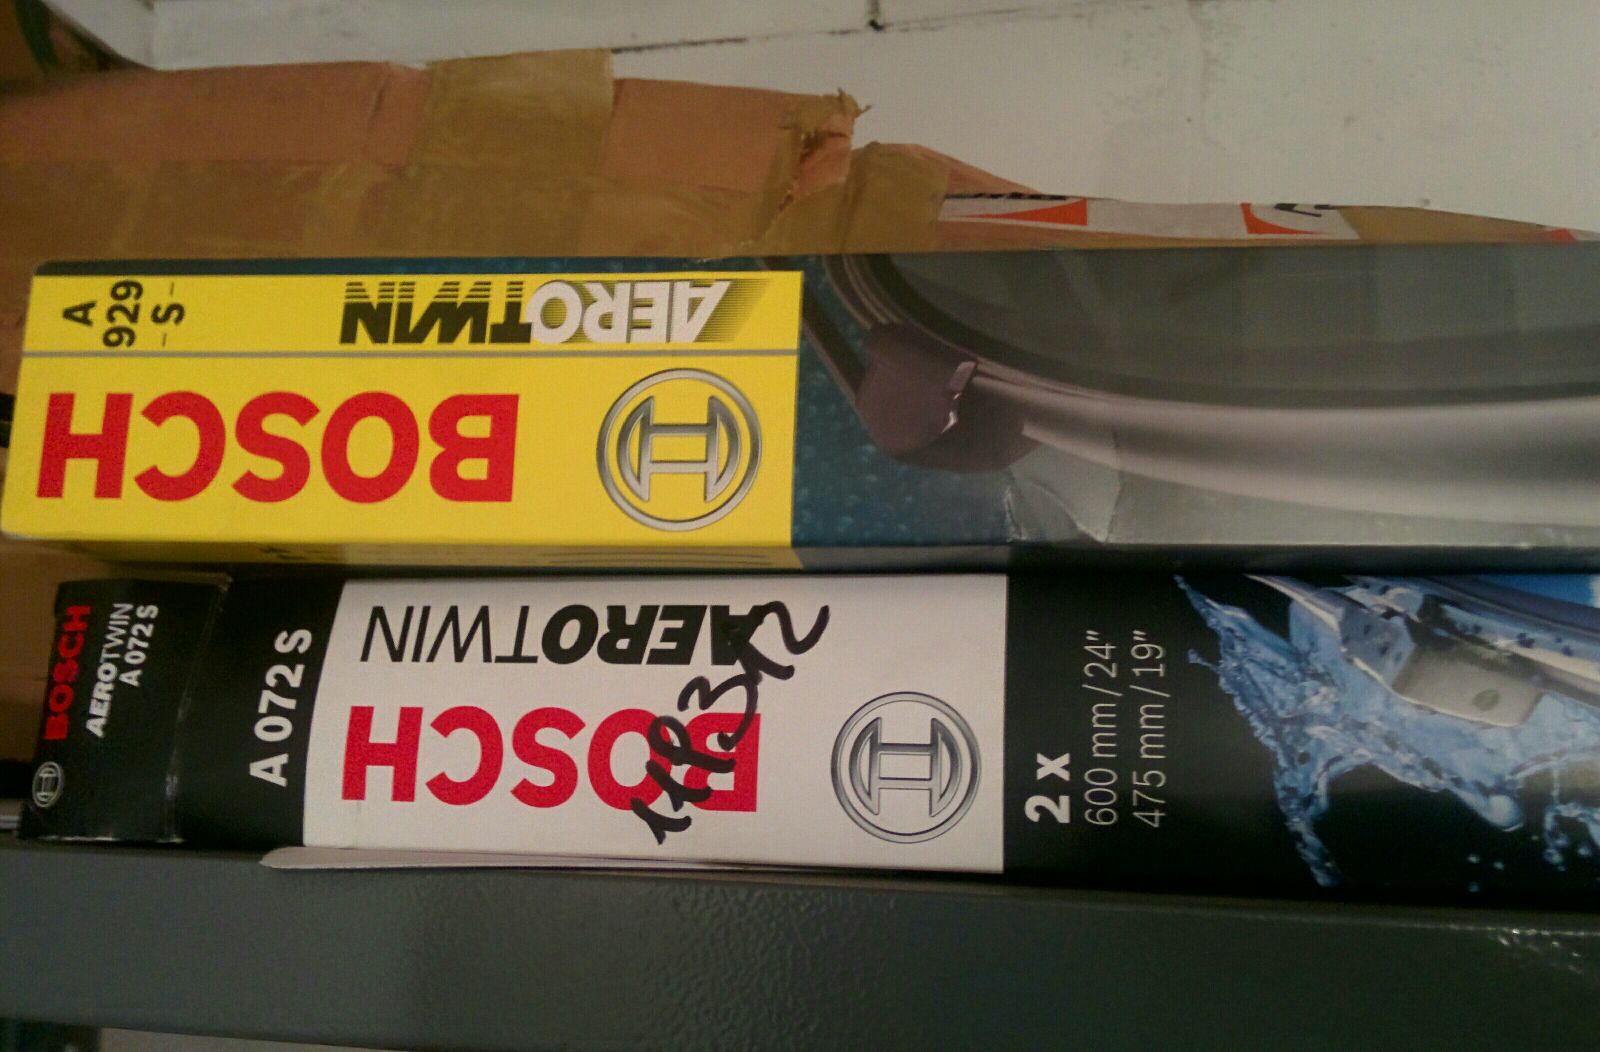 A
929
-S-
AEROTWIN
BOSCH
BOSCH
AEROTWIN
A 072 S
A 072 S
AEROTWIN
BOSCH
2 x
600 mm / 24"
475 mm / 19"